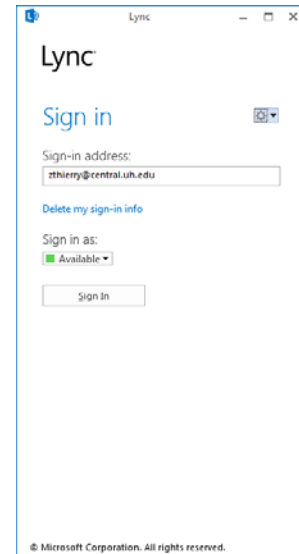 Lync
Lync
Sign in
Sign-in address:
zthierry@central.uh.edu
Delete my sign-in info
Sign in as:
Available
Sign In
© Microsoft Corporation. All rights reserved.